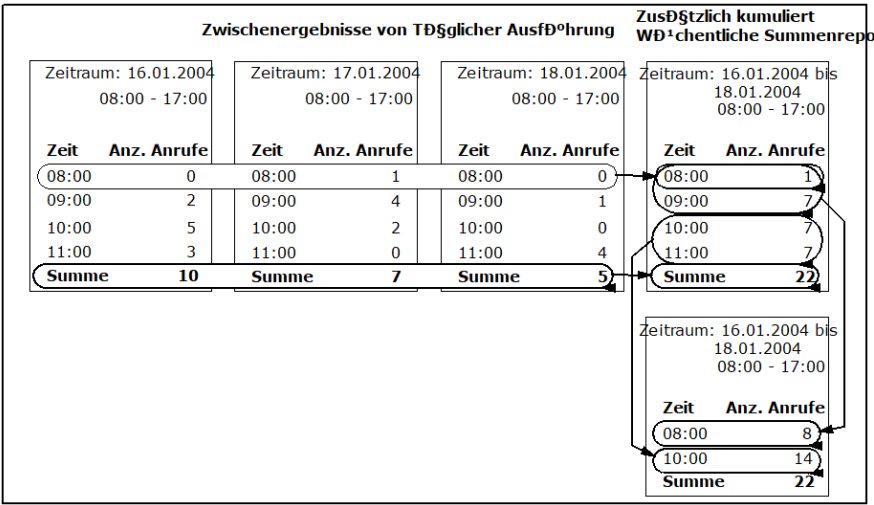 Zwischenergebnisse von TÐ§glicher AusfÐºhrung
ZusÐ§tzlich kumuliert
WÐ¹chentliche Summenrepo
Zeitraum: 16.01.2004
08:00 - 17:00
Zeit Anz. Anrufe
08:00 0
09:00 2
10:00 5
11:00 3
Summe 10
Zeitraum: 17.01.2004
08:00 - 17:00
Zeit Anz. Anrufe
08:00 1
09:00 4
10:00 2
11:00 0
Summe 7
Zeitraum: 18.01.2004
08:00 - 17:00
Zeit Anz. Anrufe
08:00 0
09:00 1
10:00 0
11:00 4
Summe 5
Zeitraum: 16.01.2004 bis
18.01.2004
08:00 - 17:00
Zeit Anz. Anrufe
08:00 1
09:00 7
10:00 7
11:00 7
Summe 22
Zeitraum: 16.01.2004 bis
18.01.2004
08:00 - 17:00
Zeit Anz. Anrufe
08:00 8
10:00 14
Summe 22